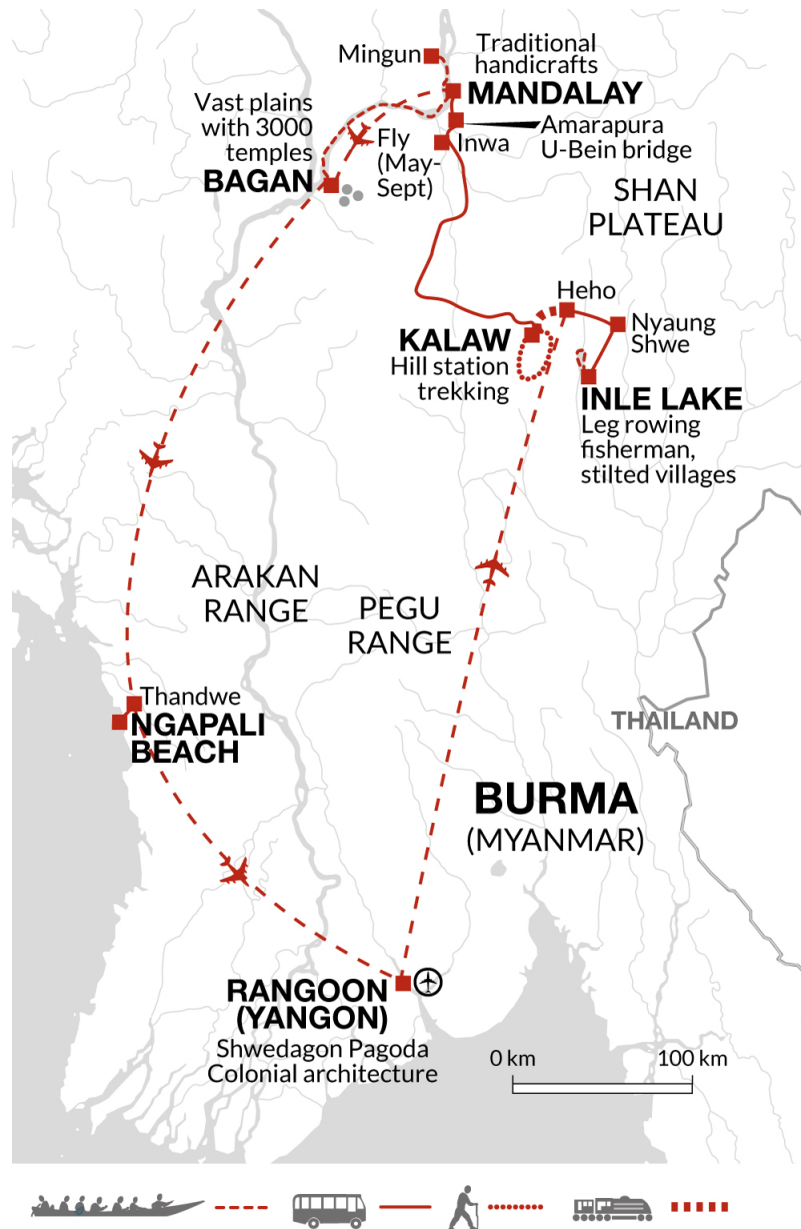 Mingun
Traditional
handicrafts
MANDALAY
Vast plains
with 3000
temples
BAGAN
Fly
(May-
Sept)
Inwa
Amarapura
U-Bein bridge
SHAN
PLATEAU
Heho
KALAW
Hill station
trekking
Nyaung
Shwe
INLE LAKE
Leg rowing
fisherman,
stilted villages
ARAKAN
RANGE
PEGU
RANGE
Thandwe
NGAPALI
BEACH
THAILAND
BURMA
(MYANMAR)
RANGOON
(YANGON)
Shwedagon Pagoda
Colonial architecture
0 km 100 km